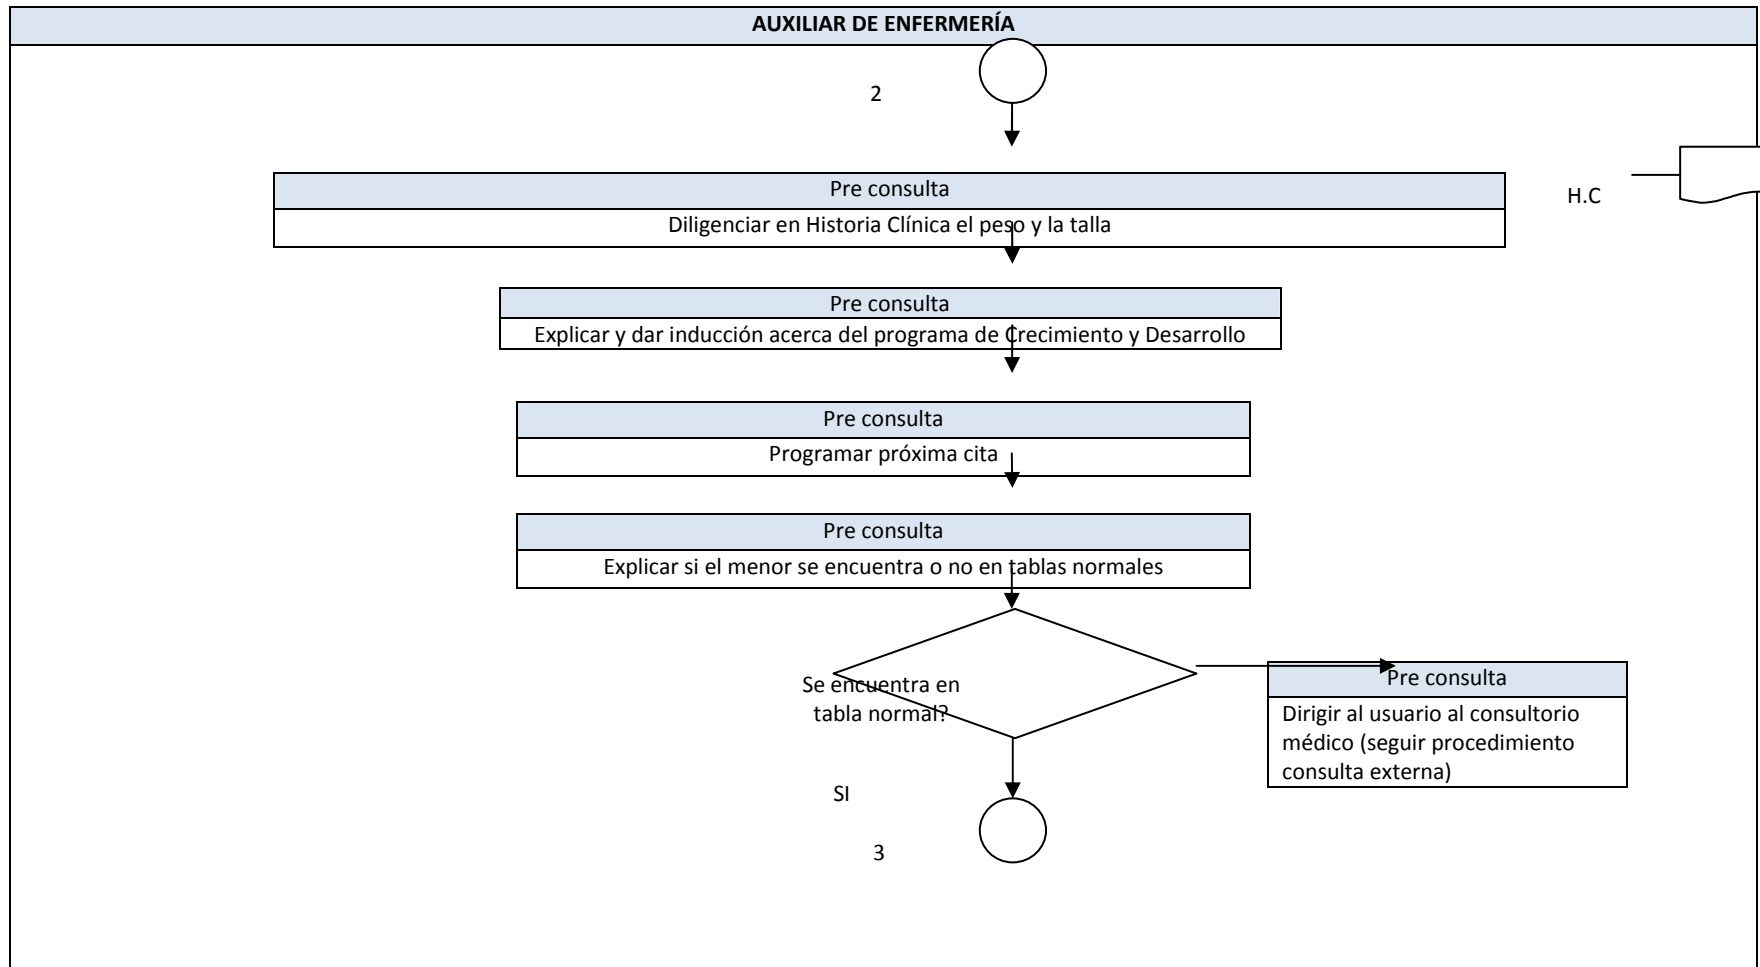 AUXILIAR DE ENFERMERÍA
2
Pre consulta
H.C
Diligenciar en Historia Clínica el peso y la talla
Pre consulta
Explicar y dar inducción acerca del programa de Crecimiento y Desarrollo
Pre consulta
Programar próxima cita
Pre consulta
Explicar si el menor se encuentra o no en tablas normales
Se encuentra en
tabla normal?
Pre consulta
Dirigir al usuario al consultorio
médico (seguir procedimiento
consulta externa)
SI
3